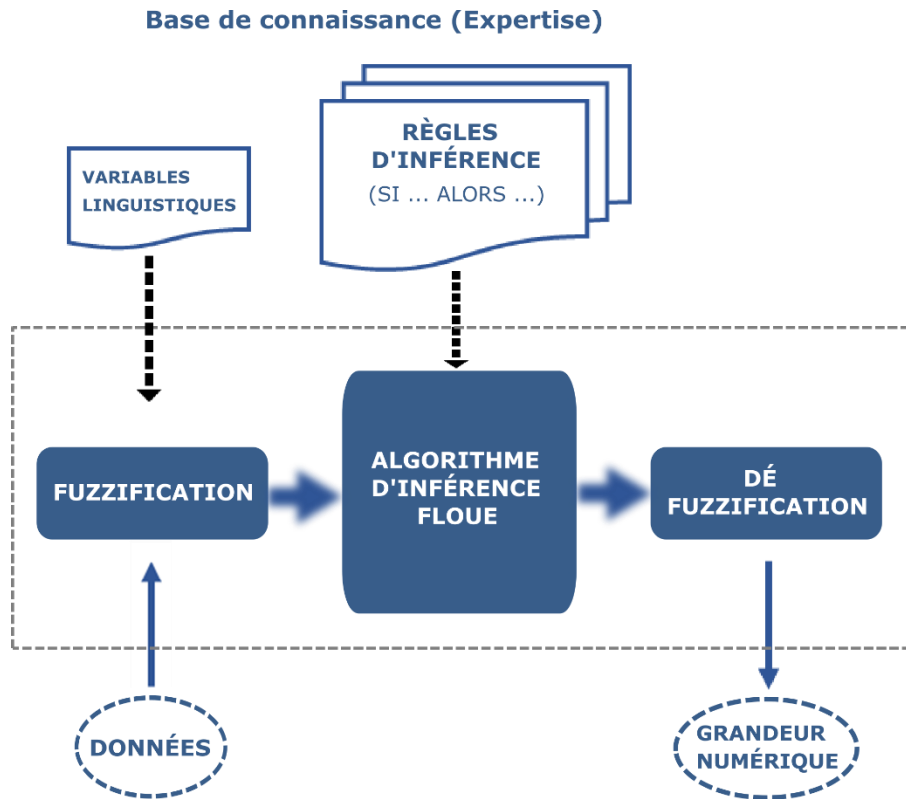 Base de connaissance (Expertise)
VARIABLES
LINGUISTIQUES
RÈGLES
D'INFÉRENCE
(SI ... ALORS ...)
FUZZIFICATION
ALGORITHME
D'INFÉRENCE
FLOUE
DÉ
FUZZIFICATION
DONNÉES
GRANDEUR
NUMÉRIQUE